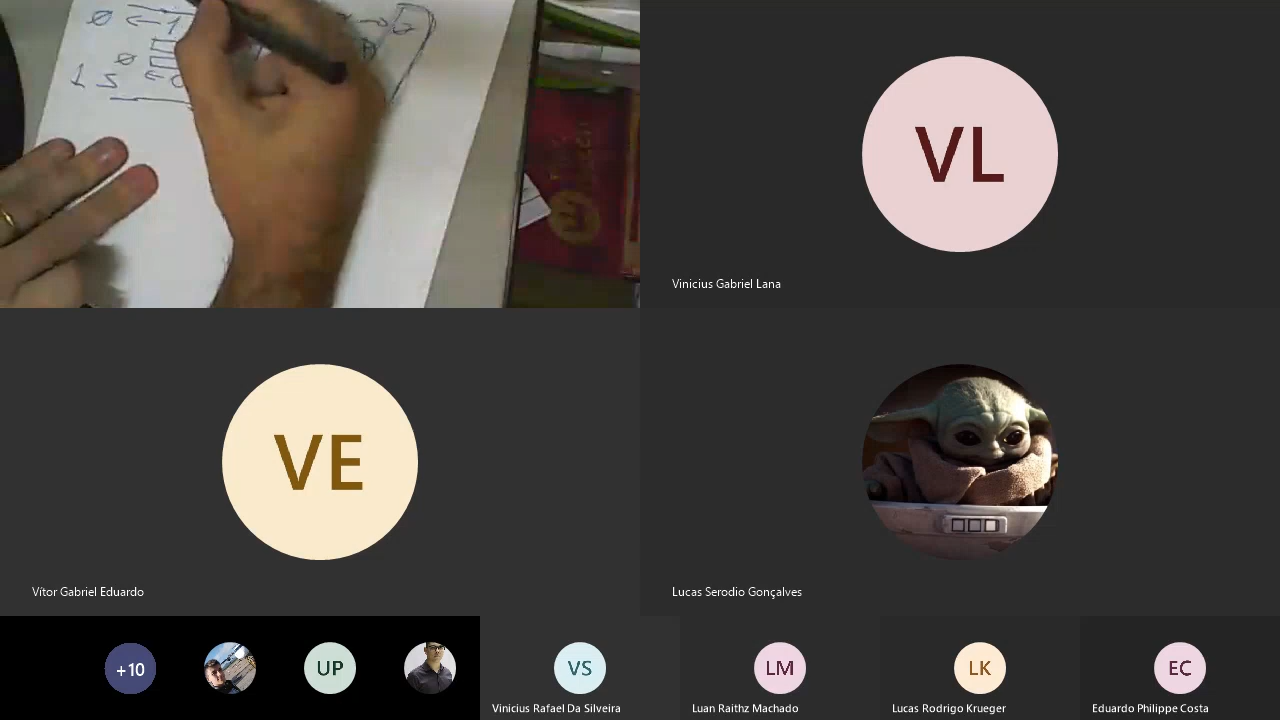 VL
Vinicius Gabriel Lana
VE
Vítor Gabriel Eduardo
Lucas Serodio Gonçalves
+10
UP
VS
LM
LK
EC
Vinicius Rafael Da Silveira
Luan Raithz Machado
Lucas Rodrigo Krueger
Eduardo Philippe Costa